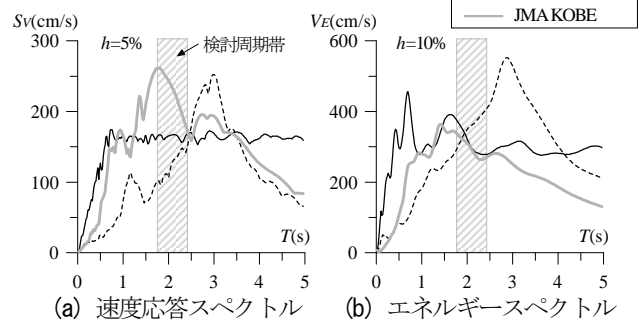 JMA KOBE
Sv(cm/s)
300
200
100
0
h=5%
検討周期帯
T(s)
0 1 2 3 4 5
(a) 速度応答スペクトル
VE(cm/s)
600
400
200
0
h=10%
T(s)
0 1 2 3 4 5
(b) エネルギースペクトル